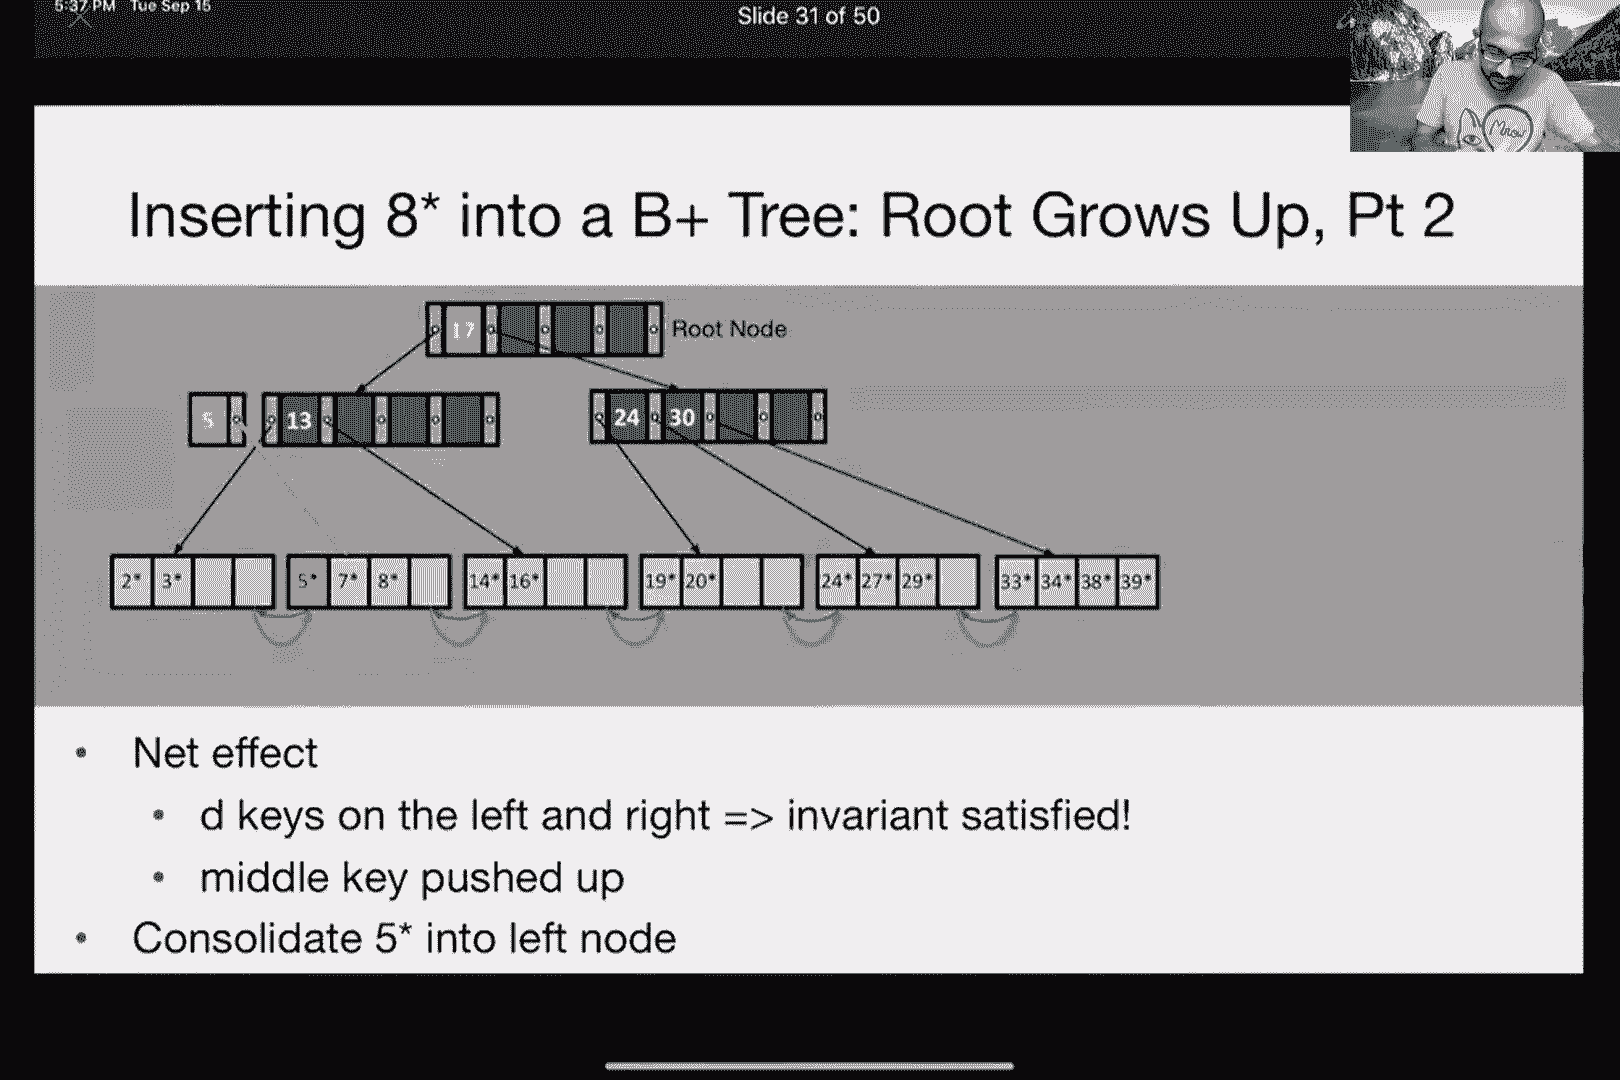 5:37 PM Tue Sep 15
Slide 31 of 50
Meow
Inserting 8* into a B+ Tree: Root Grows Up, Pt 2
17
Root Node
5
13
24 30
2* 3*
5* 7* 8*
14* 16*
19* 20*
24* 27* 29*
33* 34* 38* 39*
• Net effect
• d keys on the left and right => invariant satisfied!
• middle key pushed up
• Consolidate 5* into left node